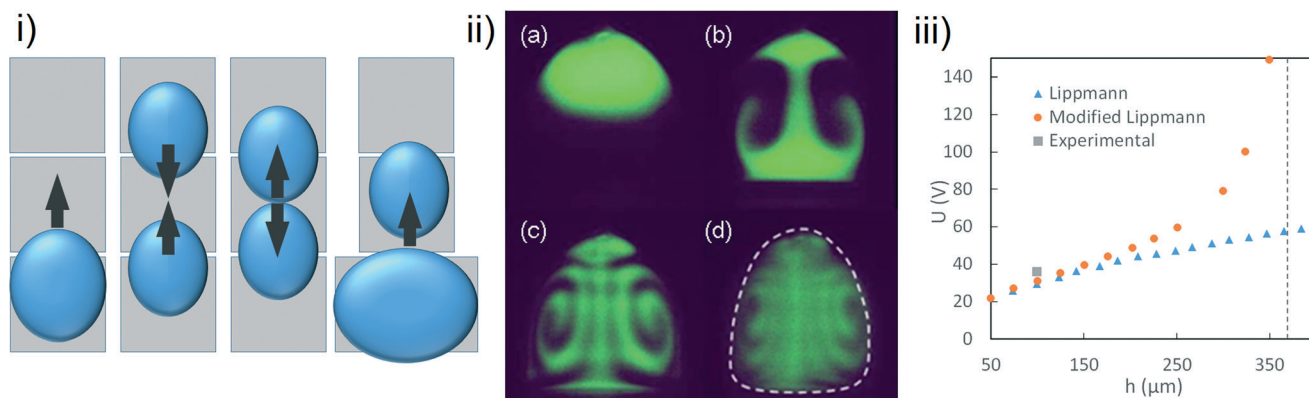 i)
ii)
iii)
(a)
(b)
(c)
(d)
140
120
100
80
60
40
20
0
U (V)
Lippmann
Modified Lippmann
Experimental
50
150
250
350
h (μm)